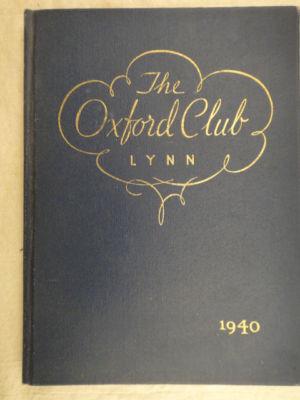 The
Oxford Club
LYNN
1940